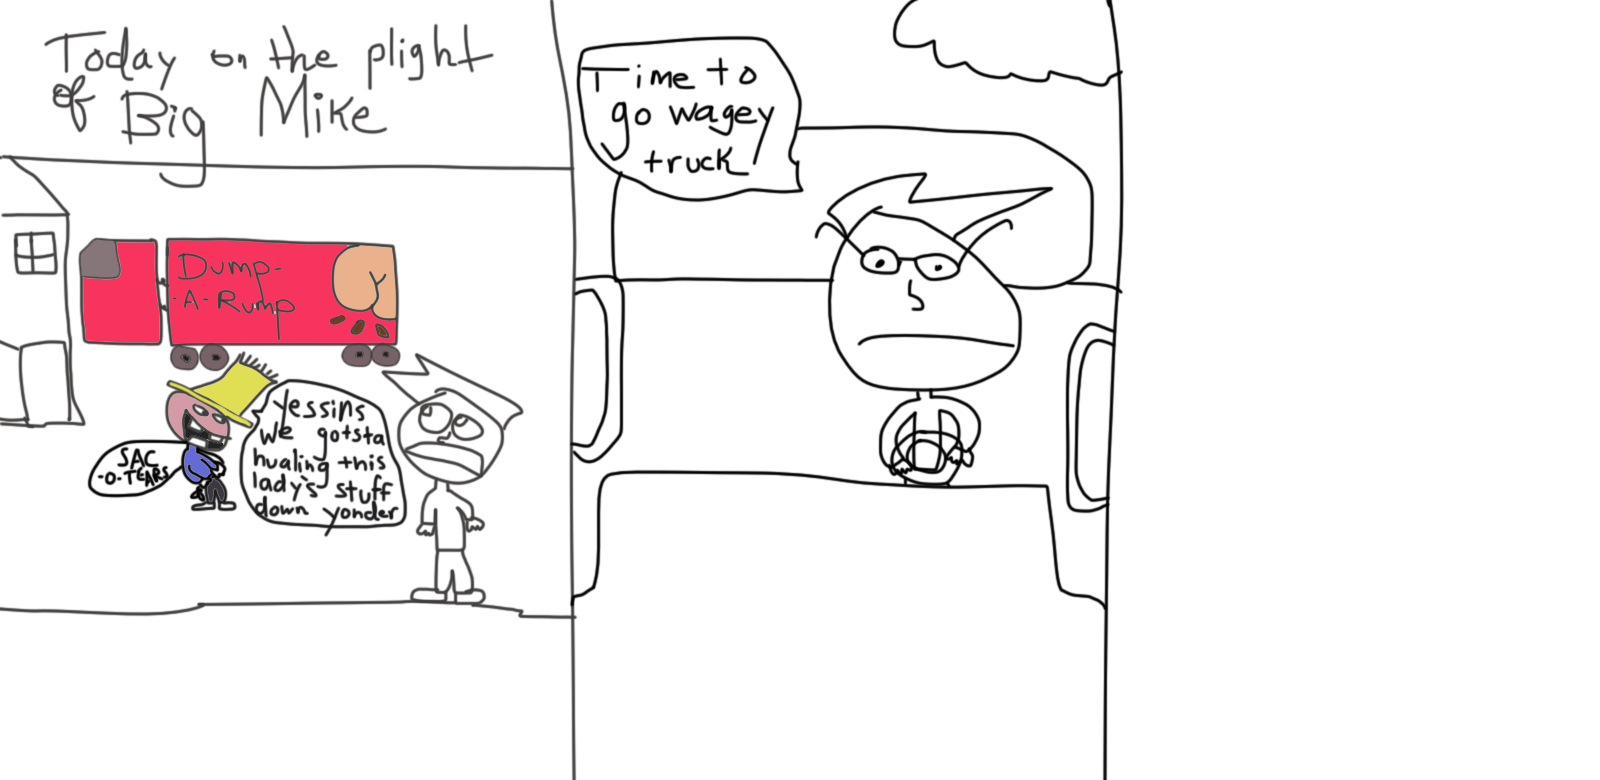 Today on the plight
of Big Mike
Dump-
-A-Rump
Yessins
We gotsta
hualing this
lady's stuff
down yonder
SAC
-O-TEARS
Time to
go wagey
truck